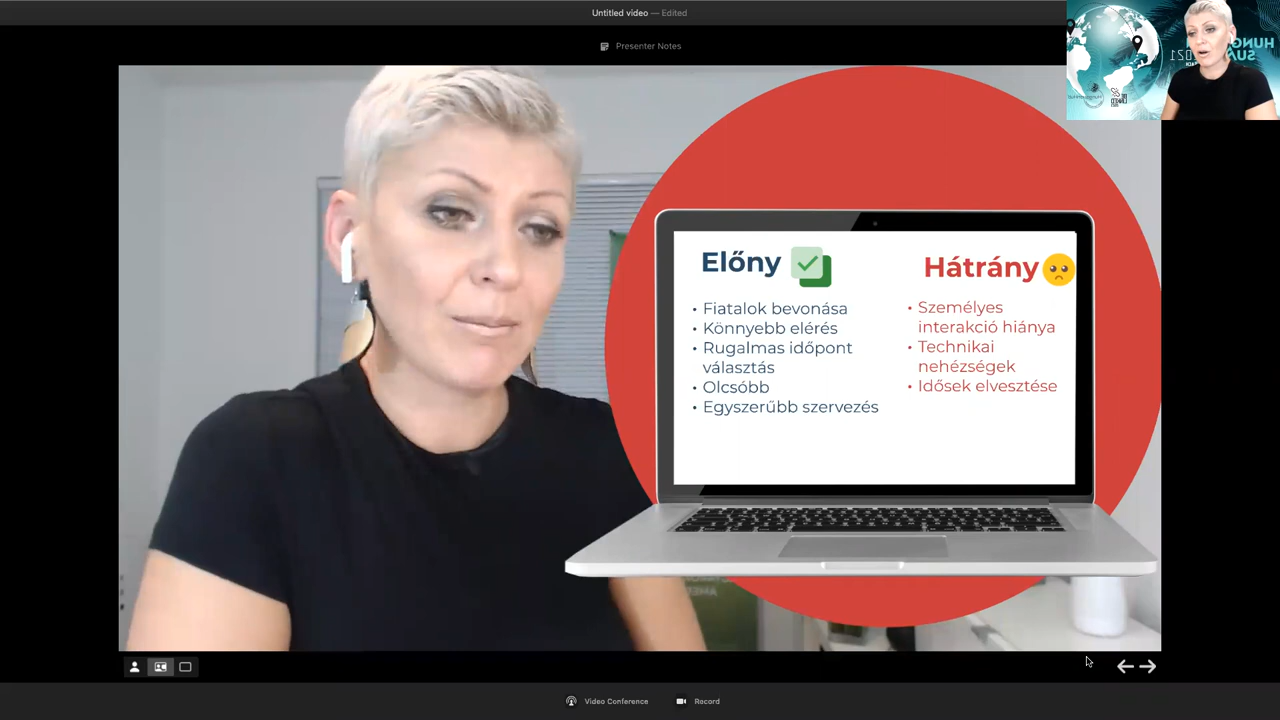 Untitled video — Edited
Presenter Notes
Előny
• Fiatalok bevonása
• Könnyebb elérés
• Rugalmas időpont
választás
• Olcsóbb
• Egyszerűbb szervezés
Hátrány
• Személyes
interakció hiánya
• Technikai
nehézségek
• Idősek elvesztése
Video Conference
Record